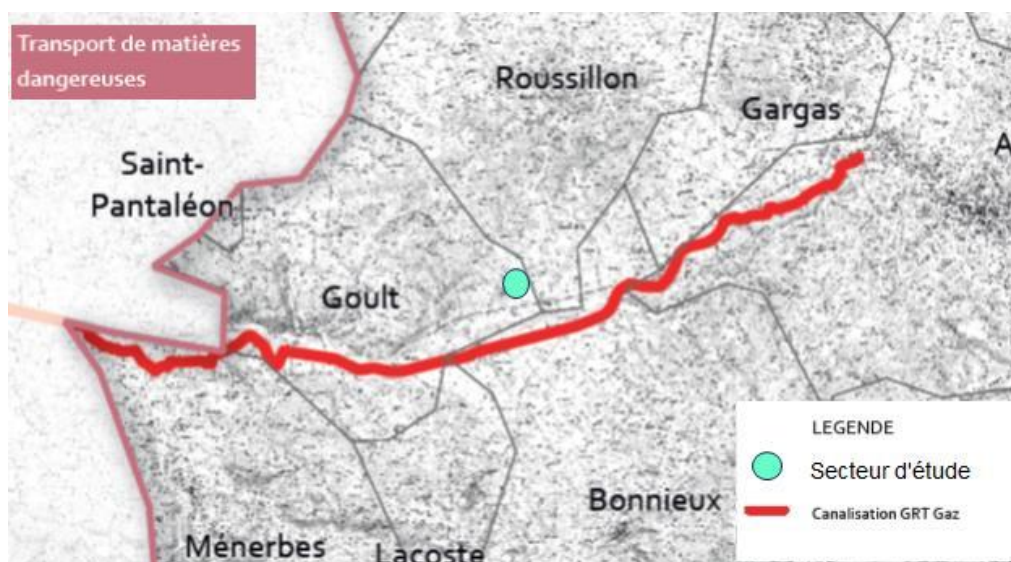 Transport de matières
dangereuses
Roussillon
Gargas
A
Saint-
Pantaléon
Goult
LEGENDE
Secteur d'étude
Canalisation GRT Gaz
Bonnieux
Ménerbes
Lacoste